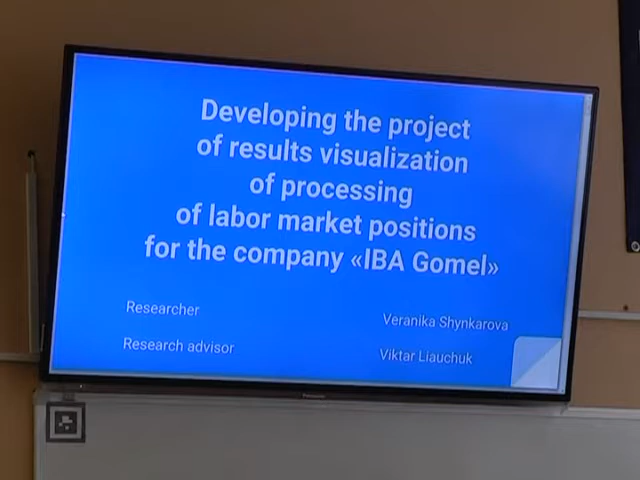 Developing the project
of results visualization
of processing
of labor market positions
for the company «IBA Gomel»
Researcher
Veranika Shynkarova
Research advisor
Viktar Liauchuk
Panasonic